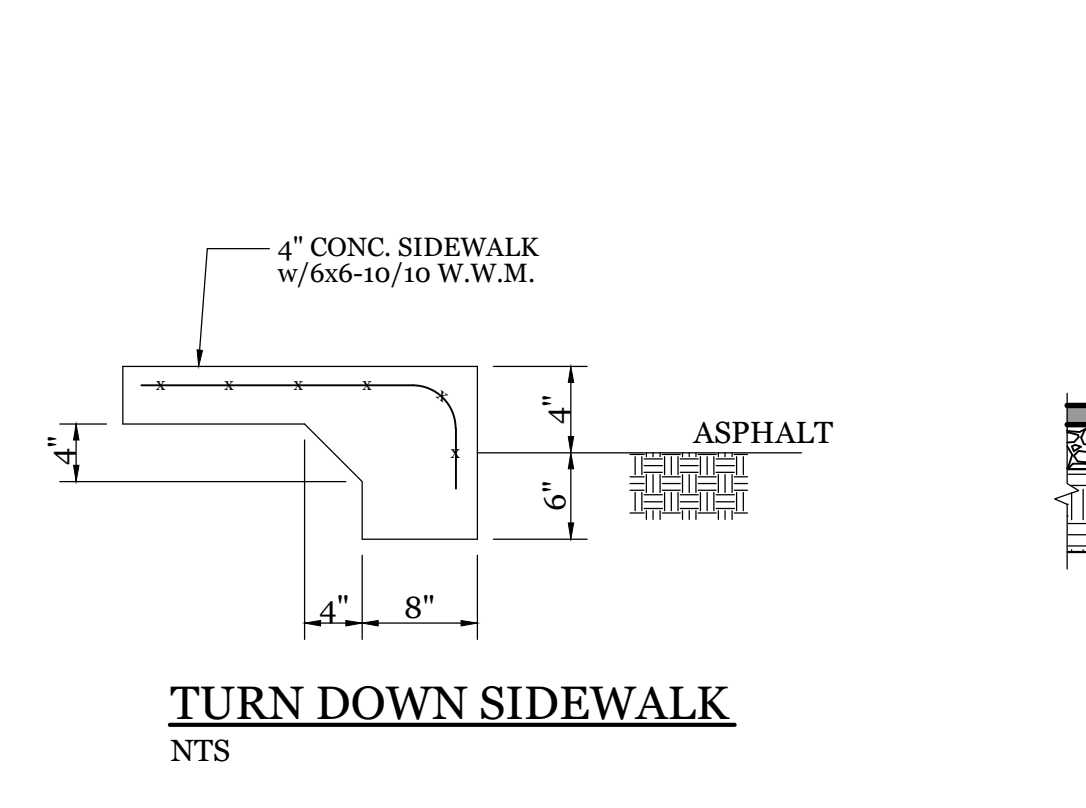 4" CONC. SIDEWALK
w/6x6-10/10 W.W.M.
x x x x x x
4"
4"
ASPHALT
6"
4"
8"
TURN DOWN SIDEWALK
NTS